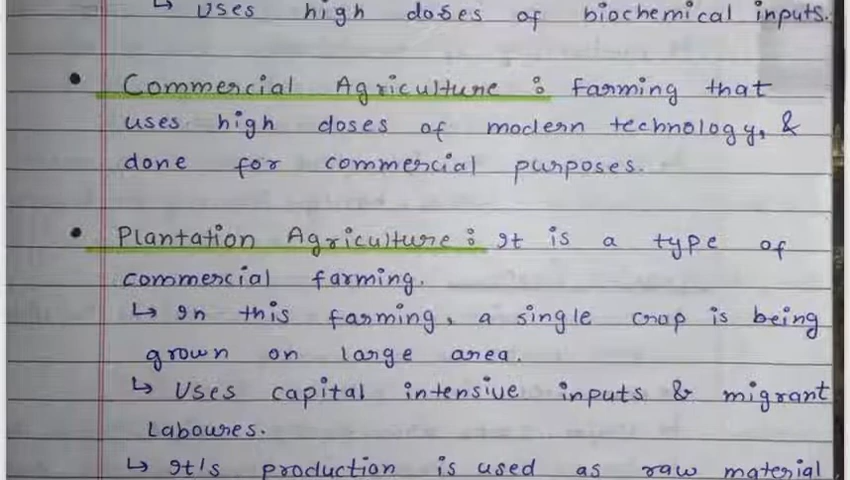 ↳ Uses high doses of biochemical inputs.
• Commercial Agriculture : farming that
uses high doses of modern technology, &
done for commercial purposes.
• Plantation Agriculture : It is a type of
commercial farming.
↳ In this farming, a single crop is being
grown on large area.
↳ Uses capital intensive inputs & migrant
Laboures.
↳ It's production is used as raw material